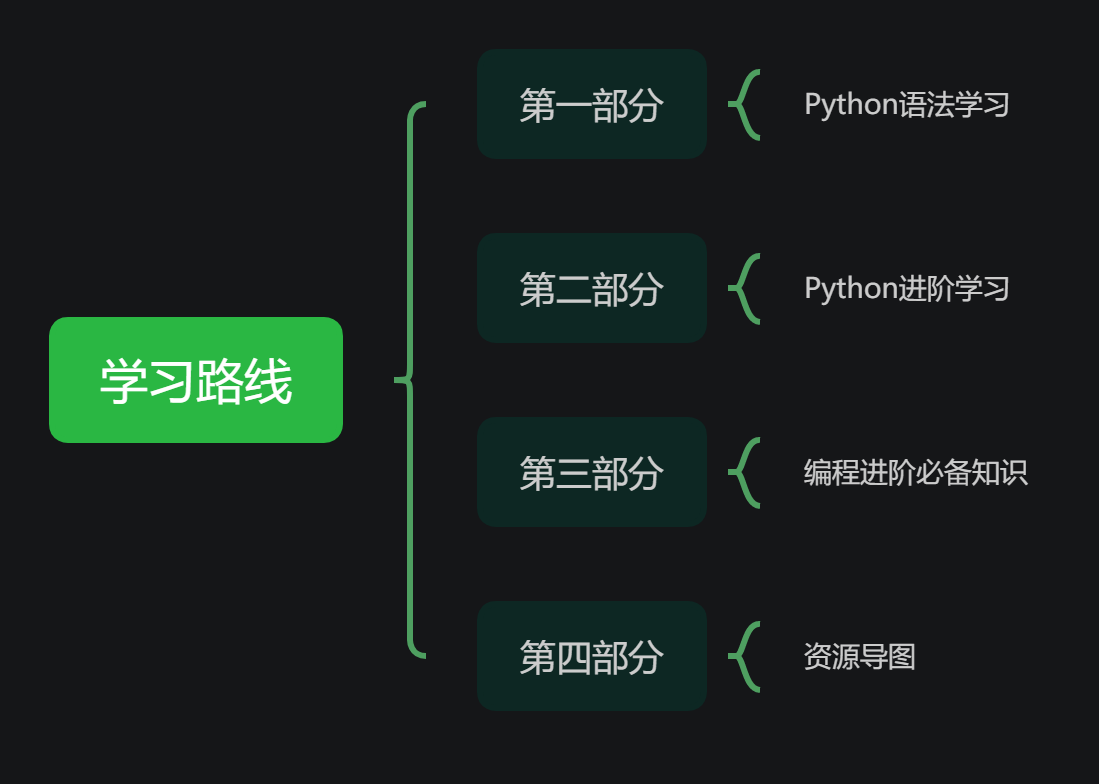 学习路线
第一部分
Python语法学习
第二部分
Python进阶学习
第三部分
编程进阶必备知识
第四部分
资源导图